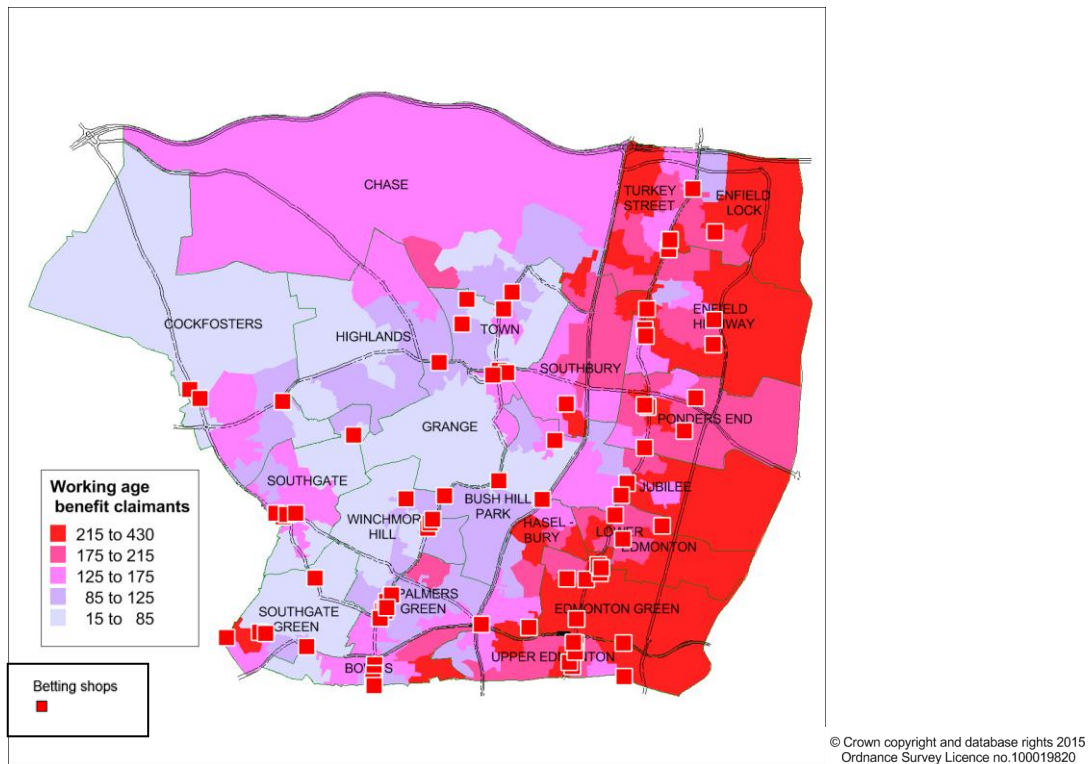 CHASE
TURKEY
STREET
ENFIELD
LOCK
COCKFOSTERS
HIGHLANDS
TOWN
ENFIELD
HIGHWAY
SOUTHBURY
PONDERS END
GRANGE
SOUTHGATE
JUBILEE
BUSH HILL
PARK
WINCHMOR
HILL
HASEL -
BURY
LOWER
EDMONTON
PALMERS
GREEN
SOUTHGATE
GREEN
EDMONTON GREEN
UPPER EDMONTON
Working age
benefit claimants
215 to 430
175 to 215
125 to 175
85 to 125
15 to 85
Betting shops
© Crown copyright and database rights 2015
Ordnance Survey Licence no.100019820